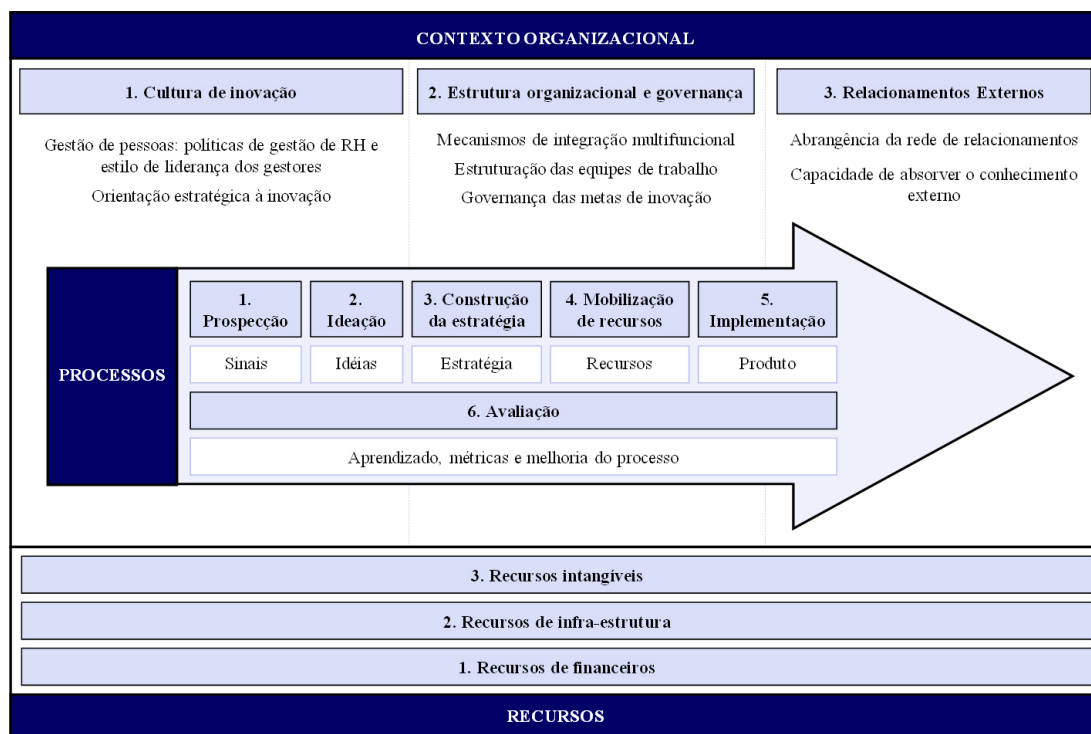 CONTEXTO ORGANIZACIONAL
1. Cultura de inovação
Gestão de pessoas: políticas de gestão de RH e
estilo de liderança dos gestores
Orientação estratégica à inovação
2. Estrutura organizacional e governança
Mecanismos de integração multifuncional
Estruturação das equipes de trabalho
Governança das metas de inovação
3. Relacionamentos Externos
Abrangência da rede de relacionamentos
Capacidade de absorver o conhecimento
externo
PROCESSOS
1.
Prospecção
Sinais
2.
Ideação
Idéias
3. Construção
da estratégia
Estratégia
4. Mobilização
de recursos
Recursos
5.
Implementação
Produto
6. Avaliação
Aprendizado, métricas e melhoria do processo
3. Recursos intangíveis
2. Recursos de infra-estrutura
1. Recursos de financeiros
RECURSOS